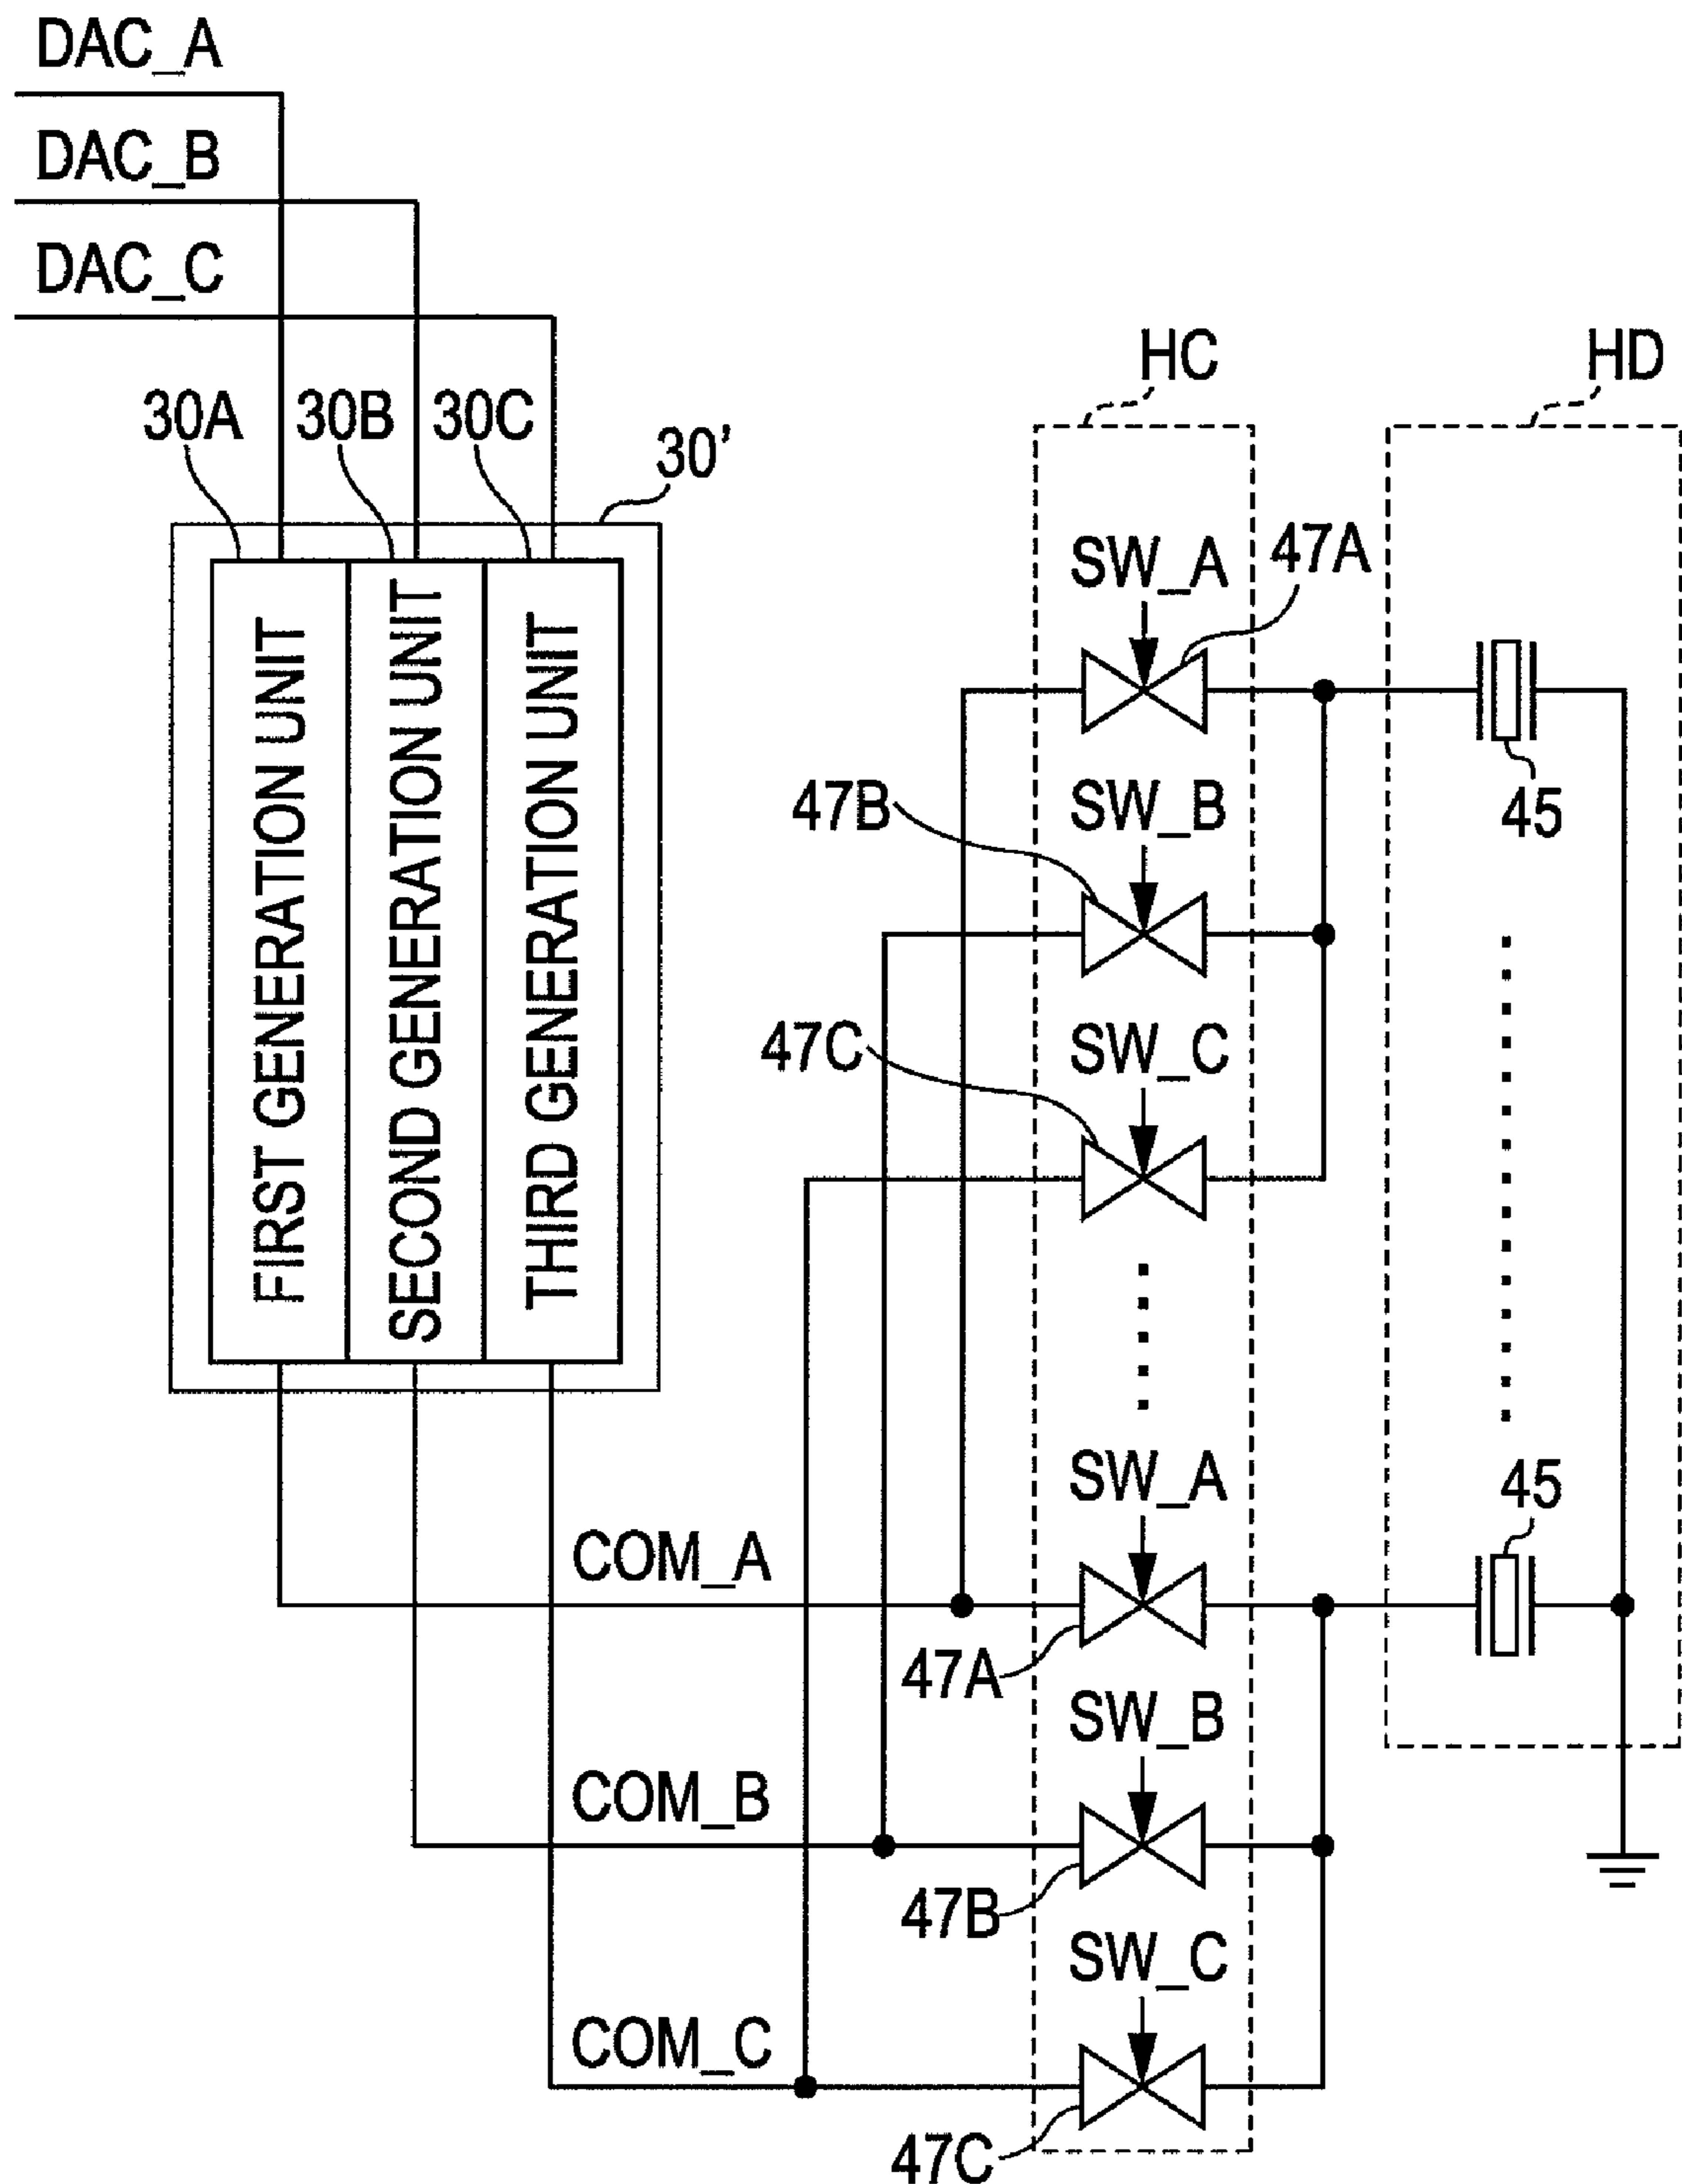 DAC_A
DAC_B
DAC_C
HC
HD
30A
30B
30C
30'
FIRST GENERATION UNIT
SECOND GENERATION UNIT
THIRD GENERATION UNIT
SW_A
47A
45
47B
SW_B
47C
SW_C
SW_A
45
COM_A
47A
SW_B
COM_B
47B
SW_C
COM_C
47C